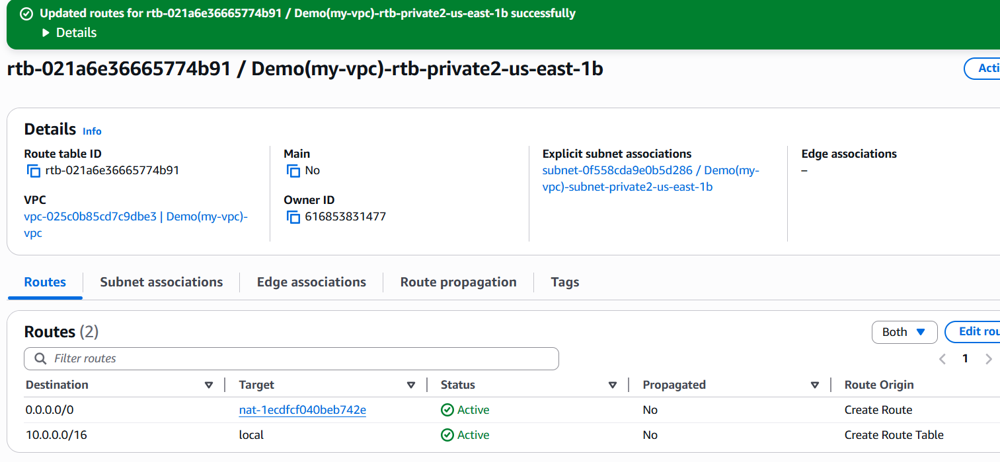 Updated routes for rtb-021a6e36665774b91 / Demo(my-vpc)-rtb-private2-us-east-1b successfully
Details
rtb-021a6e36665774b91 / Demo(my-vpc)-rtb-private2-us-east-1b
Acti
Details Info
Route table ID
rtb-021a6e36665774b91
Main
No
Explicit subnet associations
subnet-0f558cda9e0b5d286 / Demo(my-
vpc)-subnet-private2-us-east-1b
Edge associations
–
VPC
vpc-025c0b85cd7c9dbe3 | Demo(my-vpc)-
vpc
Owner ID
616853831477
Routes Subnet associations Edge associations Route propagation Tags
Routes (2)
Both
Edit rou
Filter routes
1
Destination Target Status Propagated Route Origin
0.0.0.0/0 nat-1ecdfcf040beb742e Active No Create Route
10.0.0.0/16 local Active No Create Route Table